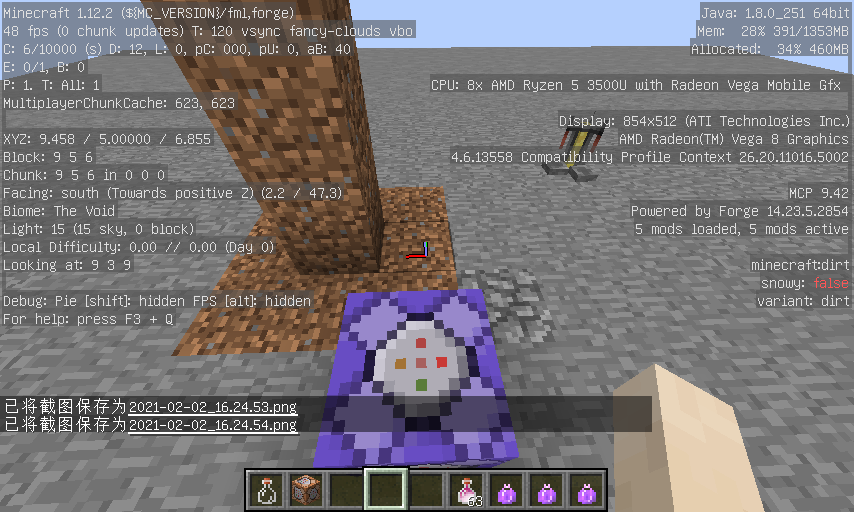 Minecraft 1.12.2 (${MC_VERSION}/fml,forge)
48 fps (0 chunk updates) T: 120 vsync fancy-clouds vbo
C: 6/10000 (s) D: 12, L: 0, pC: 000, pU: 0, aB: 40
E: 0/1, B: 0
P: 1. T: All: 1
MultiplayerChunkCache: 623, 623
XYZ: 9.458 / 5.00000 / 6.855
Block: 9 5 6
Chunk: 9 5 6 in 0 0 0
Facing: south (Towards positive Z) (2.2 / 47.3)
Biome: The Void
Light: 15 (15 sky, 0 block)
Local Difficulty: 0.00 // 0.00 (Day 0)
Looking at: 9 3 9
Debug: Pie [shift]: hidden FPS [alt]: hidden
For help: press F3 + Q
Java: 1.8.0_251 64bit
Mem: 28% 391/1353MB
Allocated: 34% 460MB
CPU: 8x AMD Ryzen 5 3500U with Radeon Vega Mobile Gfx
Display: 854x512 (ATI Technologies Inc.)
AMD Radeon(TM) Vega 8 Graphics
4.6.13558 Compatibility Profile Context 26.20.11016.5002
MCP 9.42
Powered by Forge 14.23.5.2854
5 mods loaded, 5 mods active
minecraft:dirt
snowy: false
variant: dirt
已将截图保存为2021-02-02_16.24.53.png
已将截图保存为2021-02-02_16.24.54.png
63